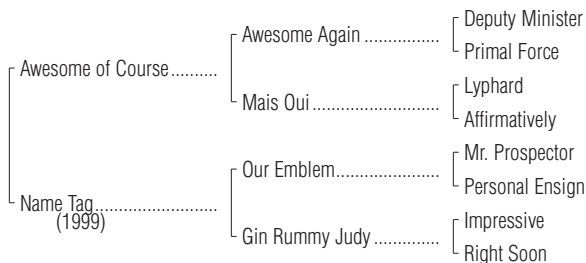 Deputy Minister
Awesome Again ................
Primal Force
Awesome of Course..........
Lyphard
Mais Oui...........................
Affirmatively
Mr. Prospector
Our Emblem......................
Personal Ensign
Name Tag..........................
(1999)
Impressive
Gin Rummy Judy ..............
Right Soon